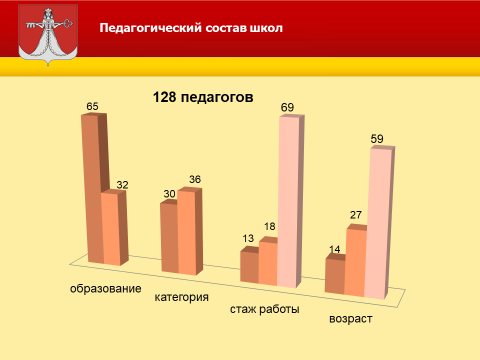 Педагогический состав школ
128 педагогов
65
32
30
36
13
18
69
14
27
59
образование
категория
стаж работы
возраст